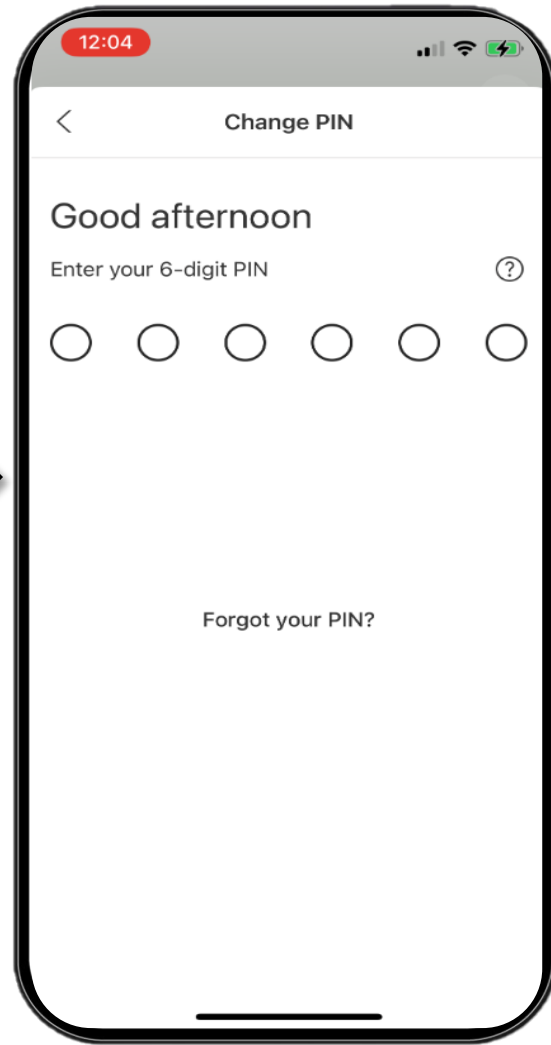 12:04
Change PIN
Good afternoon
Enter your 6-digit PIN
?
Forgot your PIN?